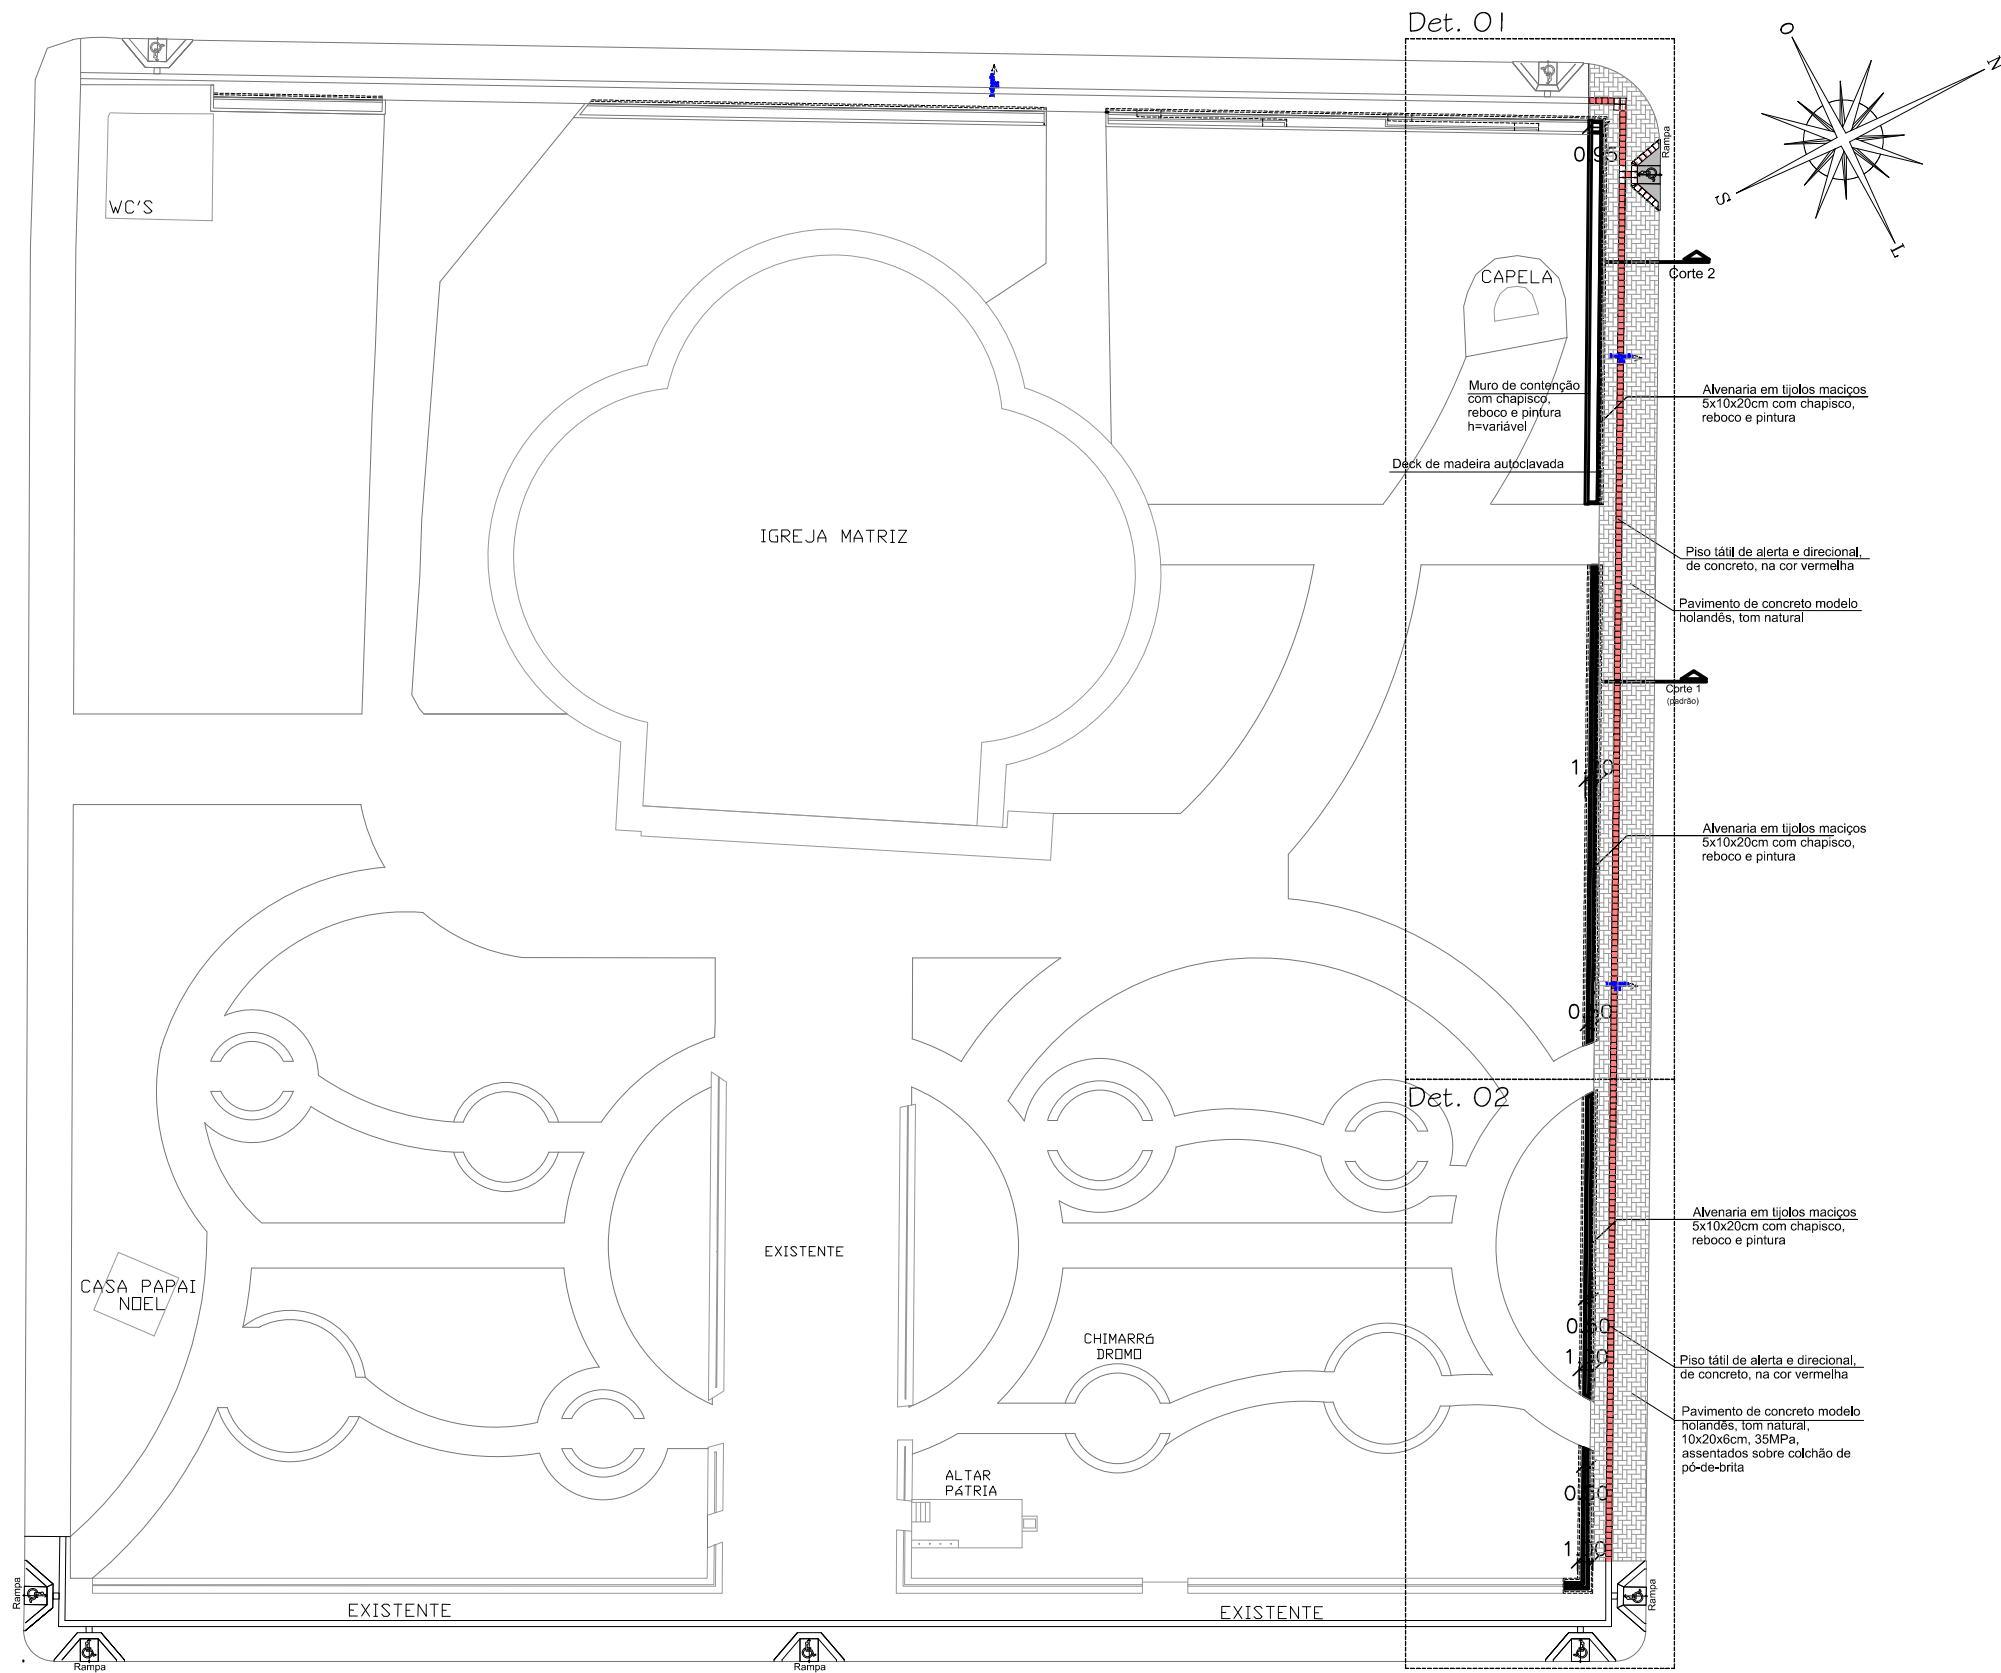 Det. 01
O
N
S
L
Rampa
WC'S
0,95
CAPELA
Corte 2
Muro de contenção
com chapisco,
reboco e pintura
h=variável
Alvenaria em tijolos maciços
5x10x20cm com chapisco,
reboco e pintura
Deck de madeira autoclavada
IGREJA MATRIZ
Piso tátil de alerta e direcional,
de concreto, na cor vermelha
Pavimento de concreto modelo
holandês, tom natural
Corte 1
(padrão)
Alvenaria em tijolos maciços
5x10x20cm com chapisco,
reboco e pintura
Det. 02
Alvenaria em tijolos maciços
5x10x20cm com chapisco,
reboco e pintura
EXISTENTE
CASA PAPAI
NOEL
CHIMARRó
DROMO
Piso tátil de alerta e direcional,
de concreto, na cor vermelha
Pavimento de concreto modelo
holandês, tom natural,
10x20x6cm, 35MPa,
assentados sobre colchão de
pó-de-brita
ALTAR
PáTRIA
Rampa
EXISTENTE
EXISTENTE
Rampa
Rampa
Rampa